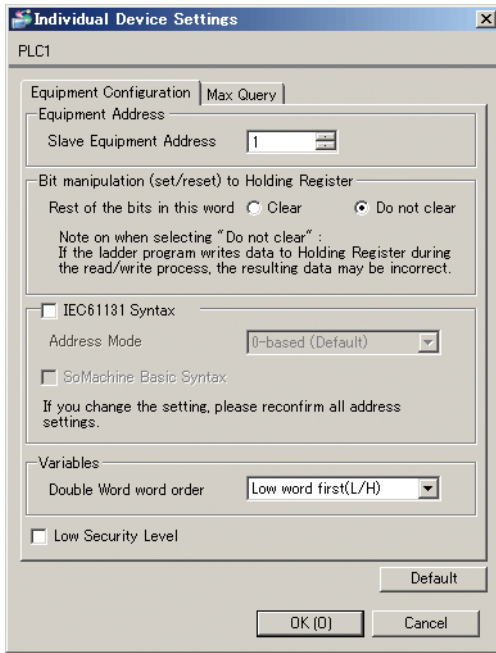 Individual Device Settings
PLC1
Equipment Configuration
Max Query
Equipment Address
Slave Equipment Address
1
Bit manipulation (set/reset) to Holding Register
Rest of the bits in this word
Clear
Do not clear
Note on when selecting "Do not clear" :
If the ladder program writes data to Holding Register during
the read/write process, the resulting data may be incorrect.
IEC61131 Syntax
Address Mode
0-based (Default)
SoMachine Basic Syntax
If you change the setting, please reconfirm all address
settings.
Variables
Double Word word order
Low word first(L/H)
Low Security Level
Default
OK (O)
Cancel